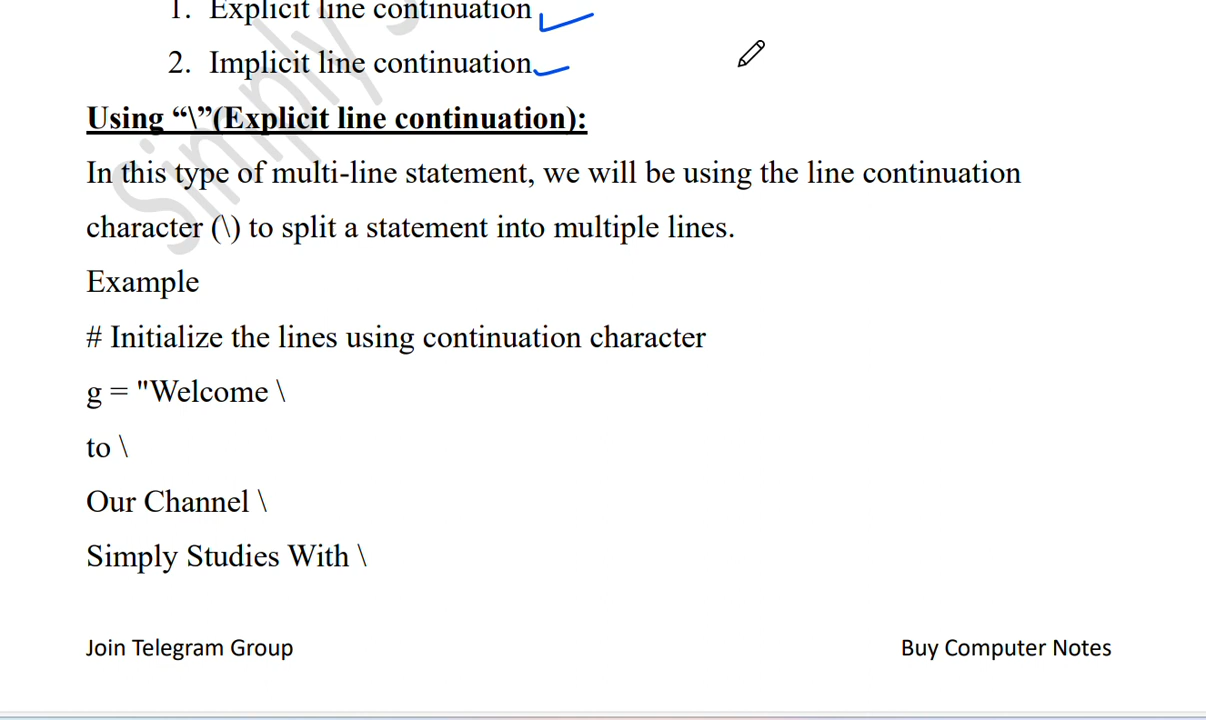 1. Explicit line continuation
2. Implicit line continuation
Using “\”(Explicit line continuation):
In this type of multi-line statement, we will be using the line continuation
character (\) to split a statement into multiple lines.
Example
# Initialize the lines using continuation character
g = "Welcome \
to \
Our Channel \
Simply Studies With \
Join Telegram Group
Buy Computer Notes
Simply S